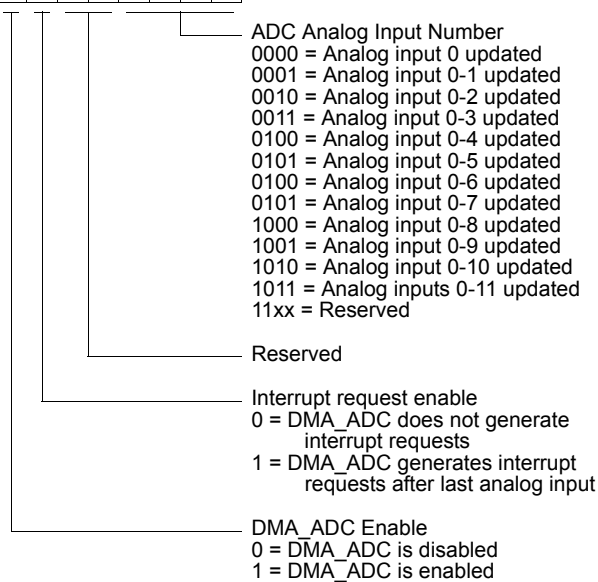 ADC Analog Input Number
0000 = Analog input 0 updated
0001 = Analog input 0-1 updated
0010 = Analog input 0-2 updated
0011 = Analog input 0-3 updated
0100 = Analog input 0-4 updated
0101 = Analog input 0-5 updated
0100 = Analog input 0-6 updated
0101 = Analog input 0-7 updated
1000 = Analog input 0-8 updated
1001 = Analog input 0-9 updated
1010 = Analog input 0-10 updated
1011 = Analog inputs 0-11 updated
11xx = Reserved
Reserved
Interrupt request enable
0 = DMA_ADC does not generate
interrupt requests
1 = DMA_ADC generates interrupt
requests after last analog input
DMA_ADC Enable
0 = DMA_ADC is disabled
1 = DMA_ADC is enabled